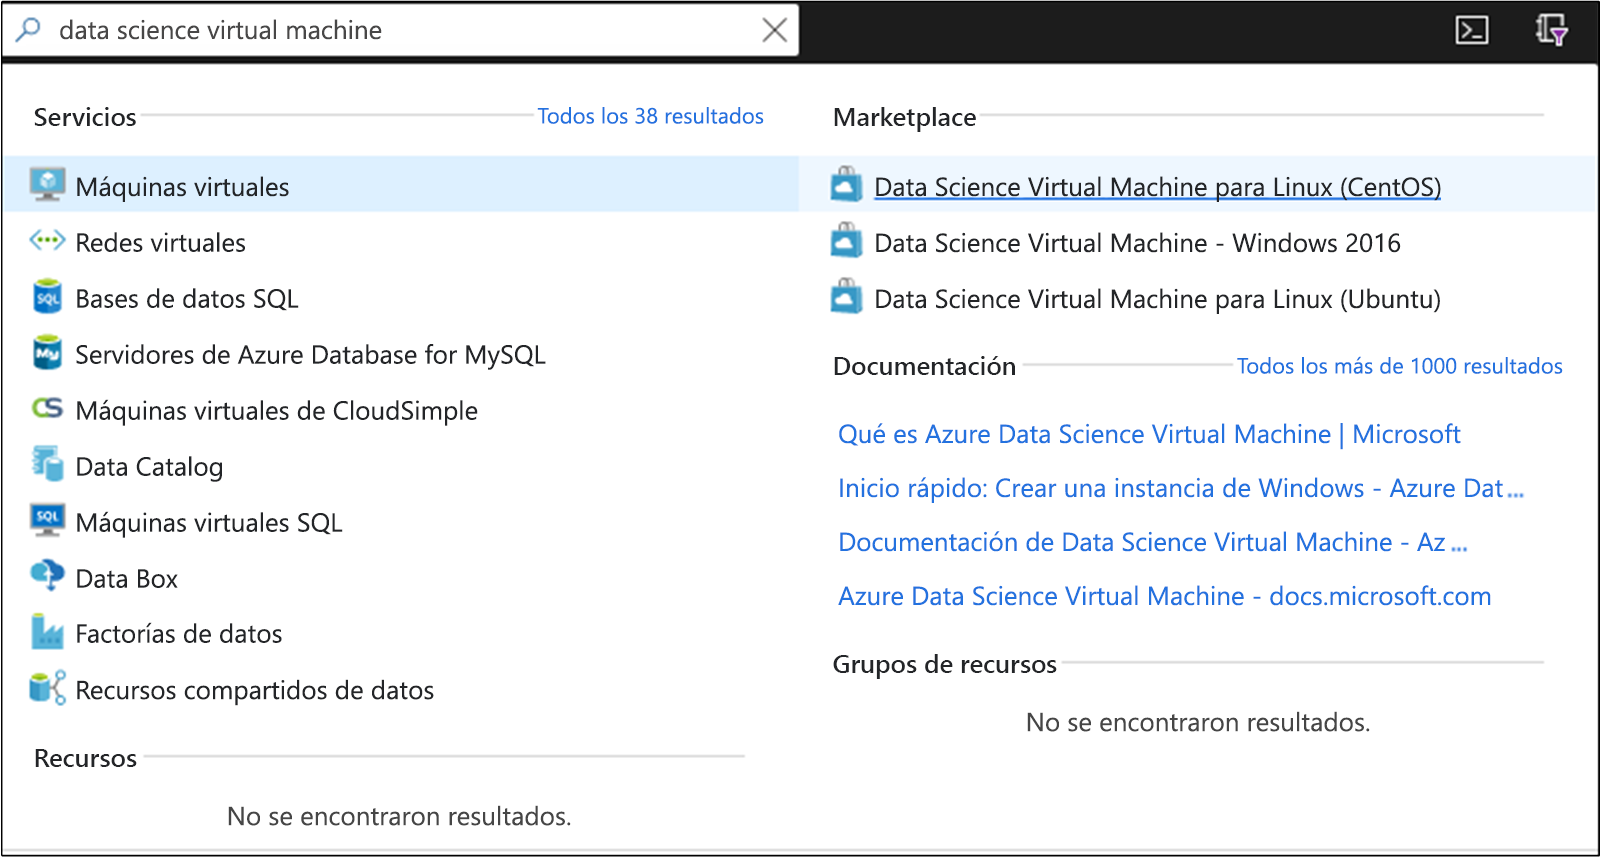 data science virtual machine
Servicios
Todos los 38 resultados
Máquinas virtuales
Redes virtuales
SQL
Bases de datos SQL
My
Servidores de Azure Database for MySQL
CS
Máquinas virtuales de CloudSimple
Data Catalog
SQL
Máquinas virtuales SQL
Data Box
Factorías de datos
Recursos compartidos de datos
Recursos
No se encontraron resultados.
Marketplace
Data Science Virtual Machine para Linux (CentOS)
Data Science Virtual Machine - Windows 2016
Data Science Virtual Machine para Linux (Ubuntu)
Documentación
Todos los más de 1000 resultados
Qué es Azure Data Science Virtual Machine | Microsoft
Inicio rápido: Crear una instancia de Windows - Azure Dat...
Documentación de Data Science Virtual Machine - Az ...
Azure Data Science Virtual Machine - docs.microsoft.com
Grupos de recursos
No se encontraron resultados.